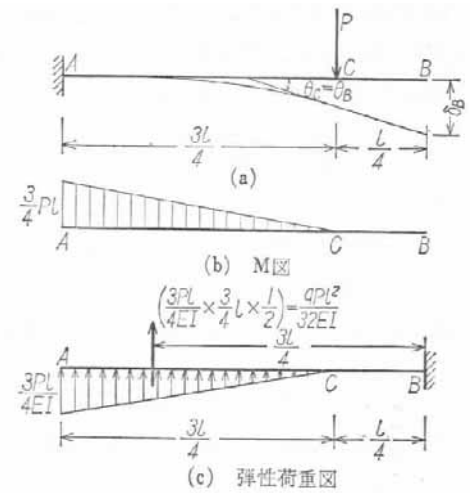 P
A C B
θC=θB
δB
3l/4 l/4
(a)
3/4 Pl
A C B
(b) M図
(3Pl/4EI × 3/4 l × 1/2) = 9Pl²/32EI
3l/4
A C B
3Pl/4EI
3l/4 l/4
(c) 弾性荷重図